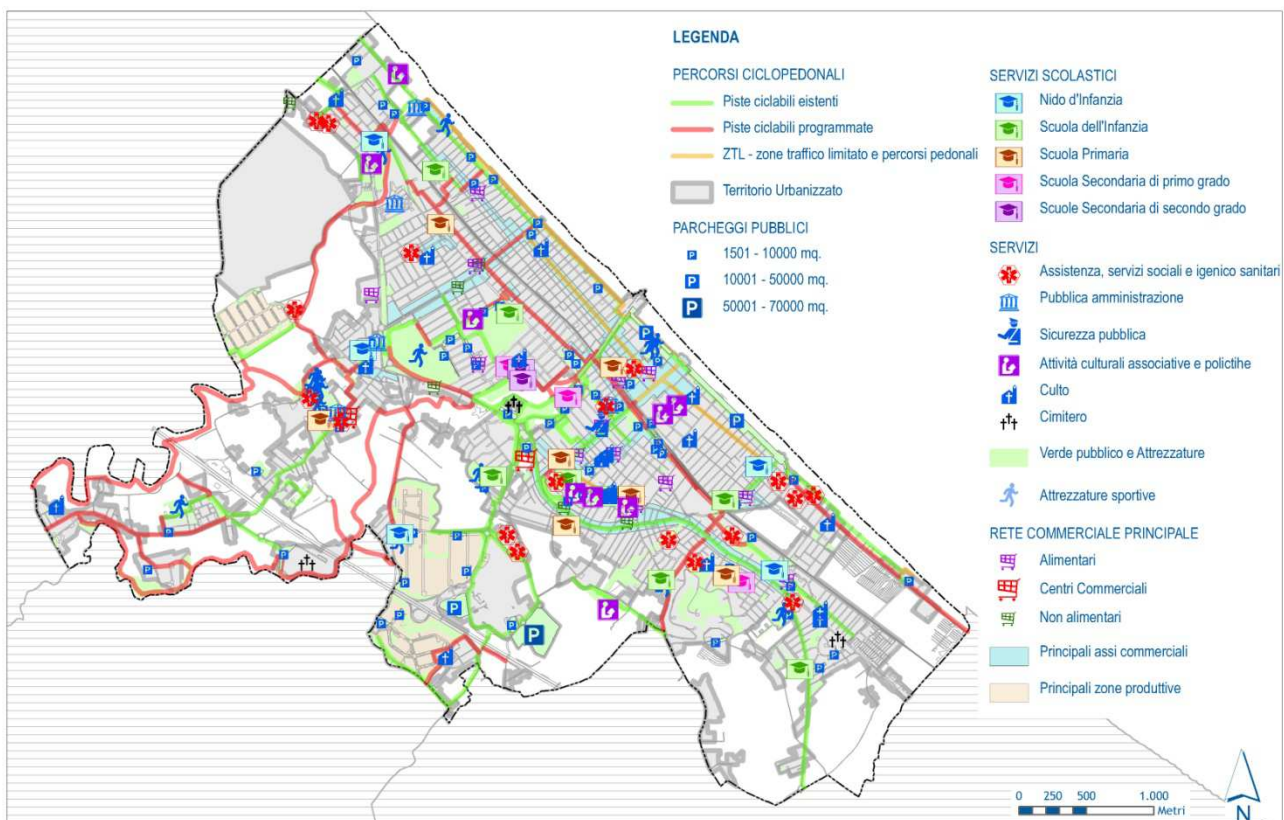 LEGENDA
PERCORSI CICLOPEDONALI
Piste ciclabili eistenti
Piste ciclabili programmate
ZTL - zone traffico limitato e percorsi pedonali
Territorio Urbanizzato
PARCHEGGI PUBBLICI
P 1501 - 10000 mq.
P 10001 - 50000 mq.
P 50001 - 70000 mq.
SERVIZI SCOLASTICI
Nido d'Infanzia
Scuola dell'Infanzia
Scuola Primaria
Scuola Secondaria di primo grado
Scuole Secondaria di secondo grado
SERVIZI
Assistenza, servizi sociali e igenico sanitari
Pubblica amministrazione
Sicurezza pubblica
Attività culturali associative e polictihe
Culto
Cimitero
Verde pubblico e Attrezzature
Attrezzature sportive
RETE COMMERCIALE PRINCIPALE
Alimentari
Centri Commerciali
Non alimentari
Principali assi commerciali
Principali zone produttive
0 250 500 1.000
Metri
N